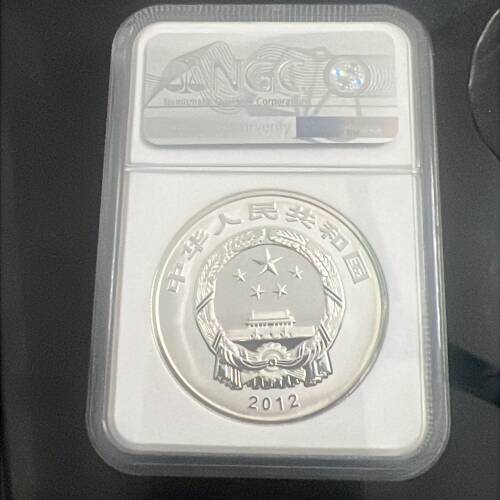 NGC
Numismatic Guaranty Corporation
中华人民共和国
2012